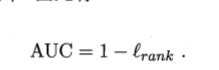 AUC = 1 − ℓ_rank .